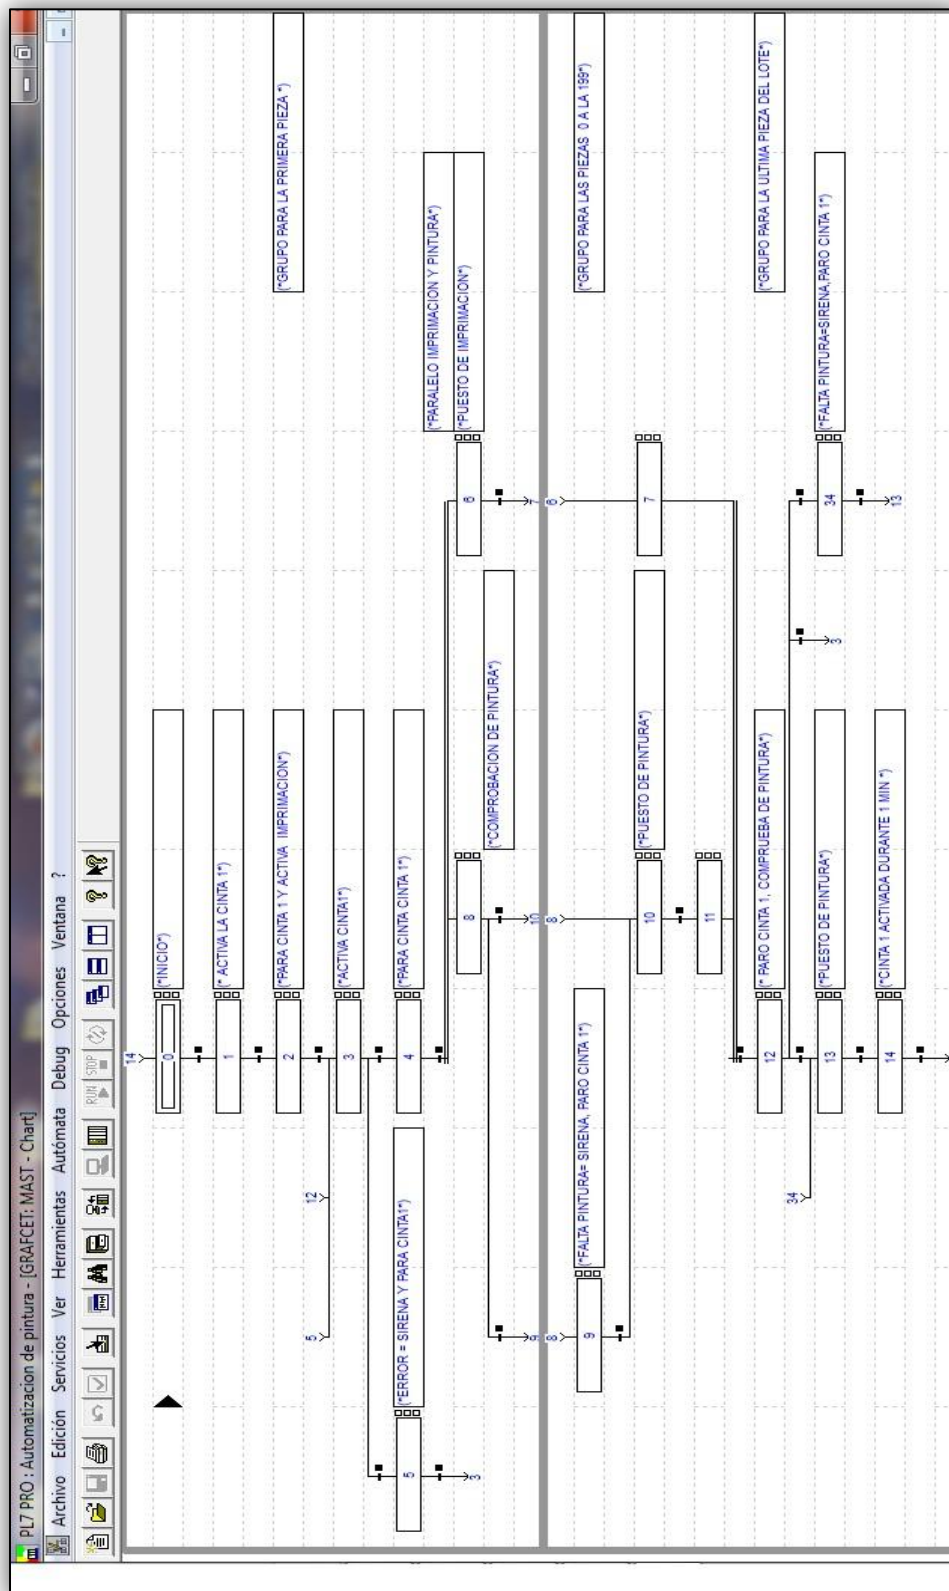 PL7 PRO : Automatizacion de pintura - [GRAFCET: MAST - Chart]
Archivo Edición Servicios Ver Herramientas Autómata Debug Opciones Ventana ?
RUN STOP
14
0 (*INICIO*)
1 (* ACTIVA LA CINTA 1*)
2 (*PARA CINTA 1 Y ACTIVA IMPRIMACION*) (*GRUPO PARA LA PRIMERA PIEZA *)
5 12
3 (*ACTIVA CINTA1*)
5 (*ERROR = SIRENA Y PARA CINTA1*) 4 (*PARA CINTA CINTA 1*)
(*PARALELO IMPRIMACION Y PINTURA*)
3 8 6 (*PUESTO DE IMPRIMACION*)
(*COMPROBACION DE PINTURA*)
9 10 7
8 8 6
9 (*FALTA PINTURA= SIRENA, PARO CINTA 1*) (*GRUPO PARA LAS PIEZAS 0 A LA 199*)
10 (*PUESTO DE PINTURA*) 7
11
12 (* PARO CINTA 1, COMPRUEBA DE PINTURA*) (*GRUPO PARA LA ULTIMA PIEZA DEL LOTE*)
34 13 (*PUESTO DE PINTURA*) 3 34 (*FALTA PINTURA=SIRENA,PARO CINTA 1*)
14 (*CINTA 1 ACTIVADA DURANTE 1 MIN *) 13